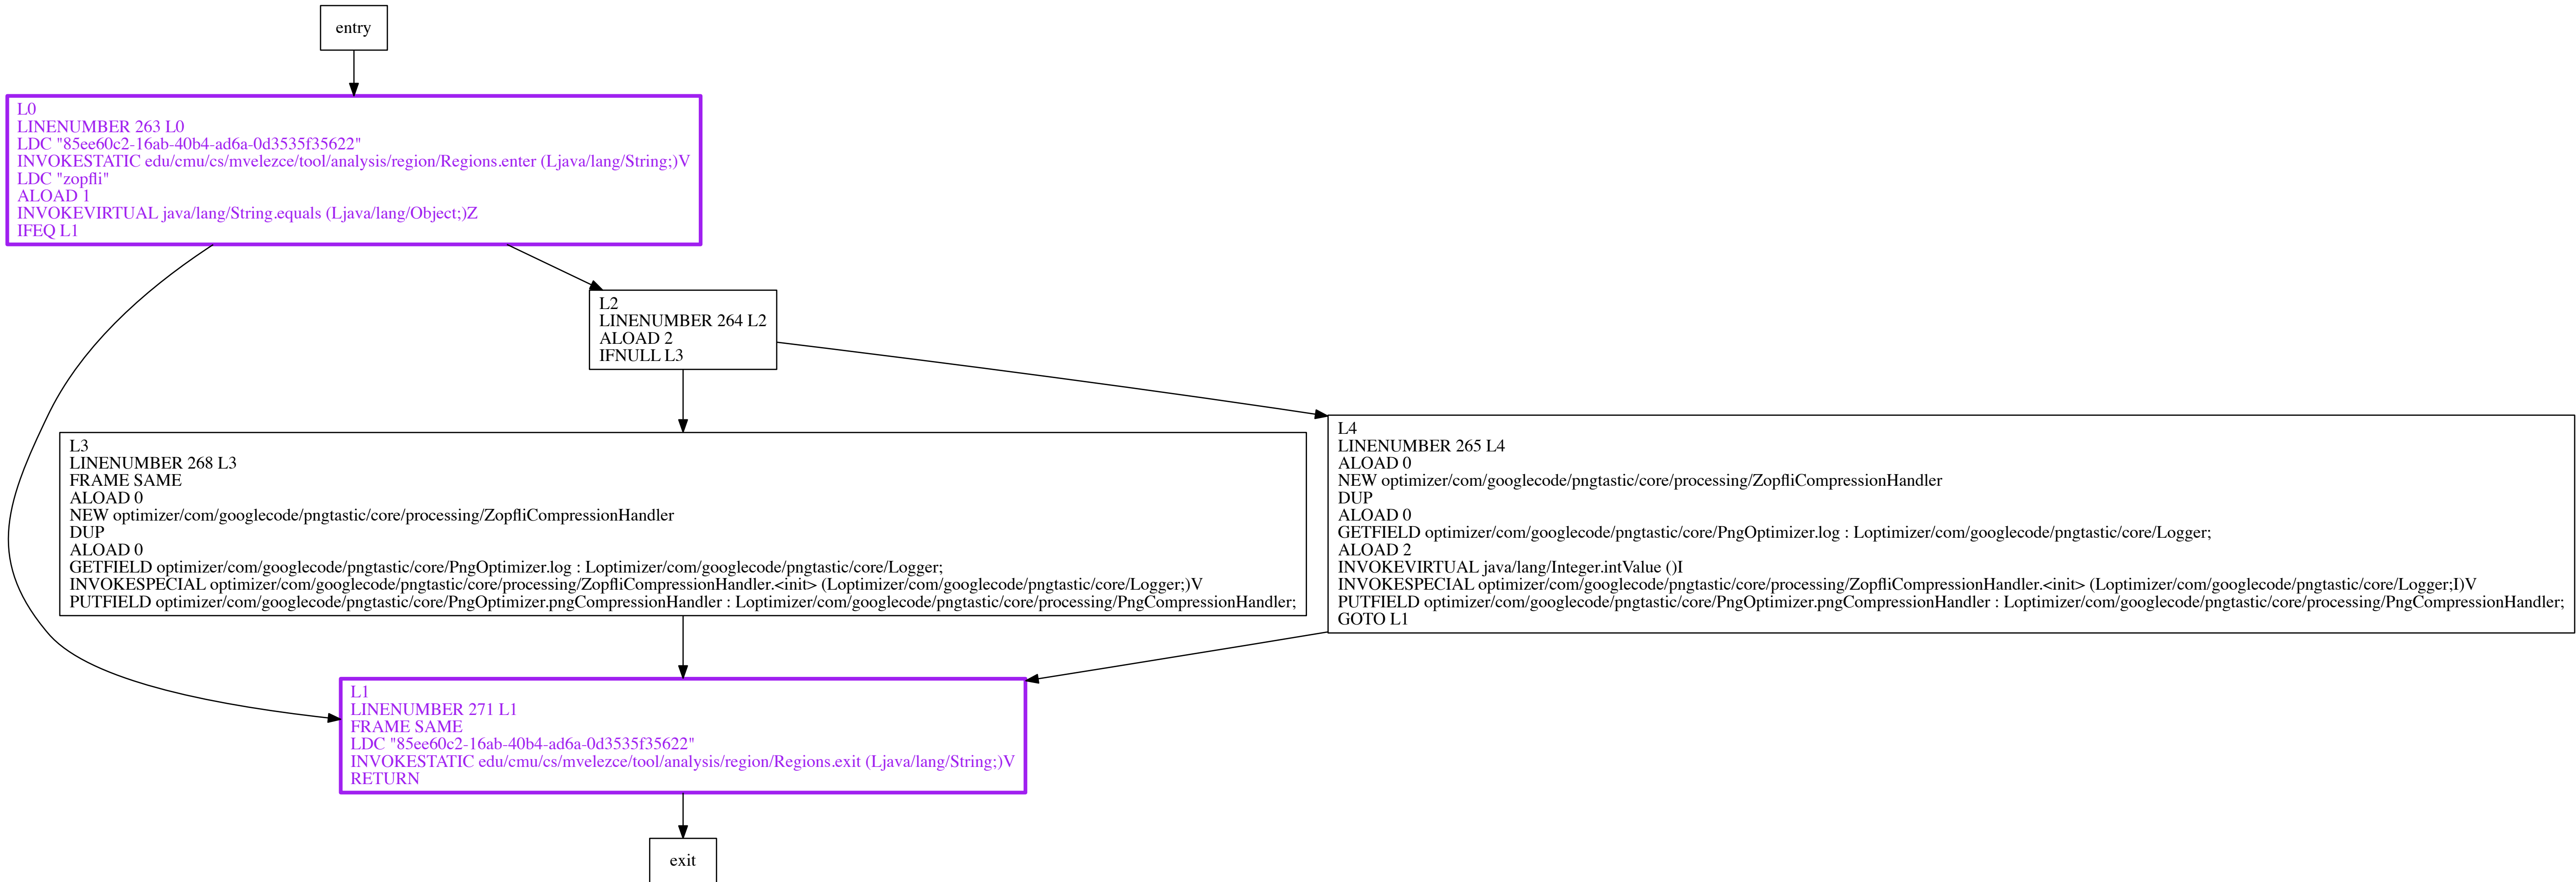 entry
L0
LINENUMBER 263 L0
LDC "85ee60c2-16ab-40b4-ad6a-0d3535f35622"
INVOKESTATIC edu/cmu/cs/mvelezce/tool/analysis/region/Regions.enter (Ljava/lang/String;)V
LDC "zopfli"
ALOAD 1
INVOKEVIRTUAL java/lang/String.equals (Ljava/lang/Object;)Z
IFEQ L1
L2
LINENUMBER 264 L2
ALOAD 2
IFNULL L3
L3
LINENUMBER 268 L3
FRAME SAME
ALOAD 0
NEW optimizer/com/googlecode/pngtastic/core/processing/ZopfliCompressionHandler
DUP
ALOAD 0
GETFIELD optimizer/com/googlecode/pngtastic/core/PngOptimizer.log : Loptimizer/com/googlecode/pngtastic/core/Logger;
INVOKESPECIAL optimizer/com/googlecode/pngtastic/core/processing/ZopfliCompressionHandler.<init> (Loptimizer/com/googlecode/pngtastic/core/Logger;)V
PUTFIELD optimizer/com/googlecode/pngtastic/core/PngOptimizer.pngCompressionHandler : Loptimizer/com/googlecode/pngtastic/core/processing/PngCompressionHandler;
L4
LINENUMBER 265 L4
ALOAD 0
NEW optimizer/com/googlecode/pngtastic/core/processing/ZopfliCompressionHandler
DUP
ALOAD 0
GETFIELD optimizer/com/googlecode/pngtastic/core/PngOptimizer.log : Loptimizer/com/googlecode/pngtastic/core/Logger;
ALOAD 2
INVOKEVIRTUAL java/lang/Integer.intValue ()I
INVOKESPECIAL optimizer/com/googlecode/pngtastic/core/processing/ZopfliCompressionHandler.<init> (Loptimizer/com/googlecode/pngtastic/core/Logger;I)V
PUTFIELD optimizer/com/googlecode/pngtastic/core/PngOptimizer.pngCompressionHandler : Loptimizer/com/googlecode/pngtastic/core/processing/PngCompressionHandler;
GOTO L1
L1
LINENUMBER 271 L1
FRAME SAME
LDC "85ee60c2-16ab-40b4-ad6a-0d3535f35622"
INVOKESTATIC edu/cmu/cs/mvelezce/tool/analysis/region/Regions.exit (Ljava/lang/String;)V
RETURN
exit